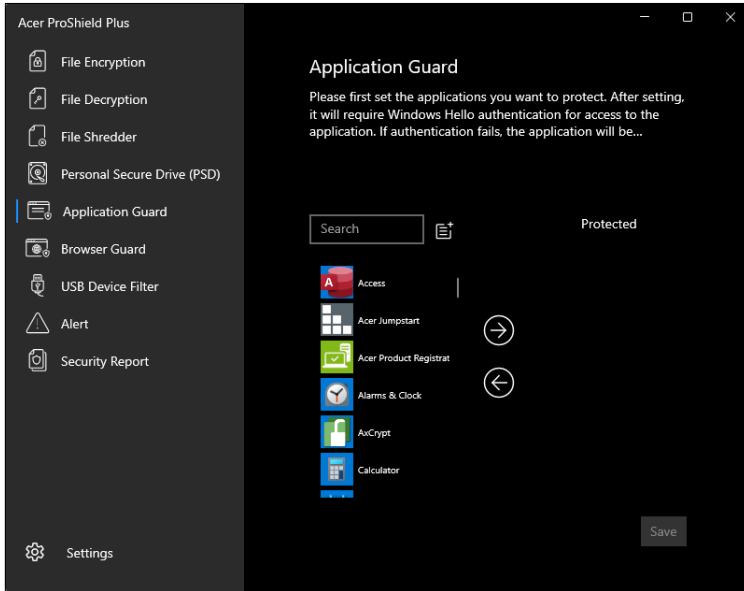 Acer ProShield Plus
File Encryption
File Decryption
File Shredder
Personal Secure Drive (PSD)
Application Guard
Browser Guard
USB Device Filter
Alert
Security Report
Settings
Application Guard
Please first set the applications you want to protect. After setting,
it will require Windows Hello authentication for access to the
application. If authentication fails, the application will be...
Search
Protected
A
Access
Acer Jumpstart
Acer Product Registrat
Alarms & Clock
AxCrypt
Calculator
Save